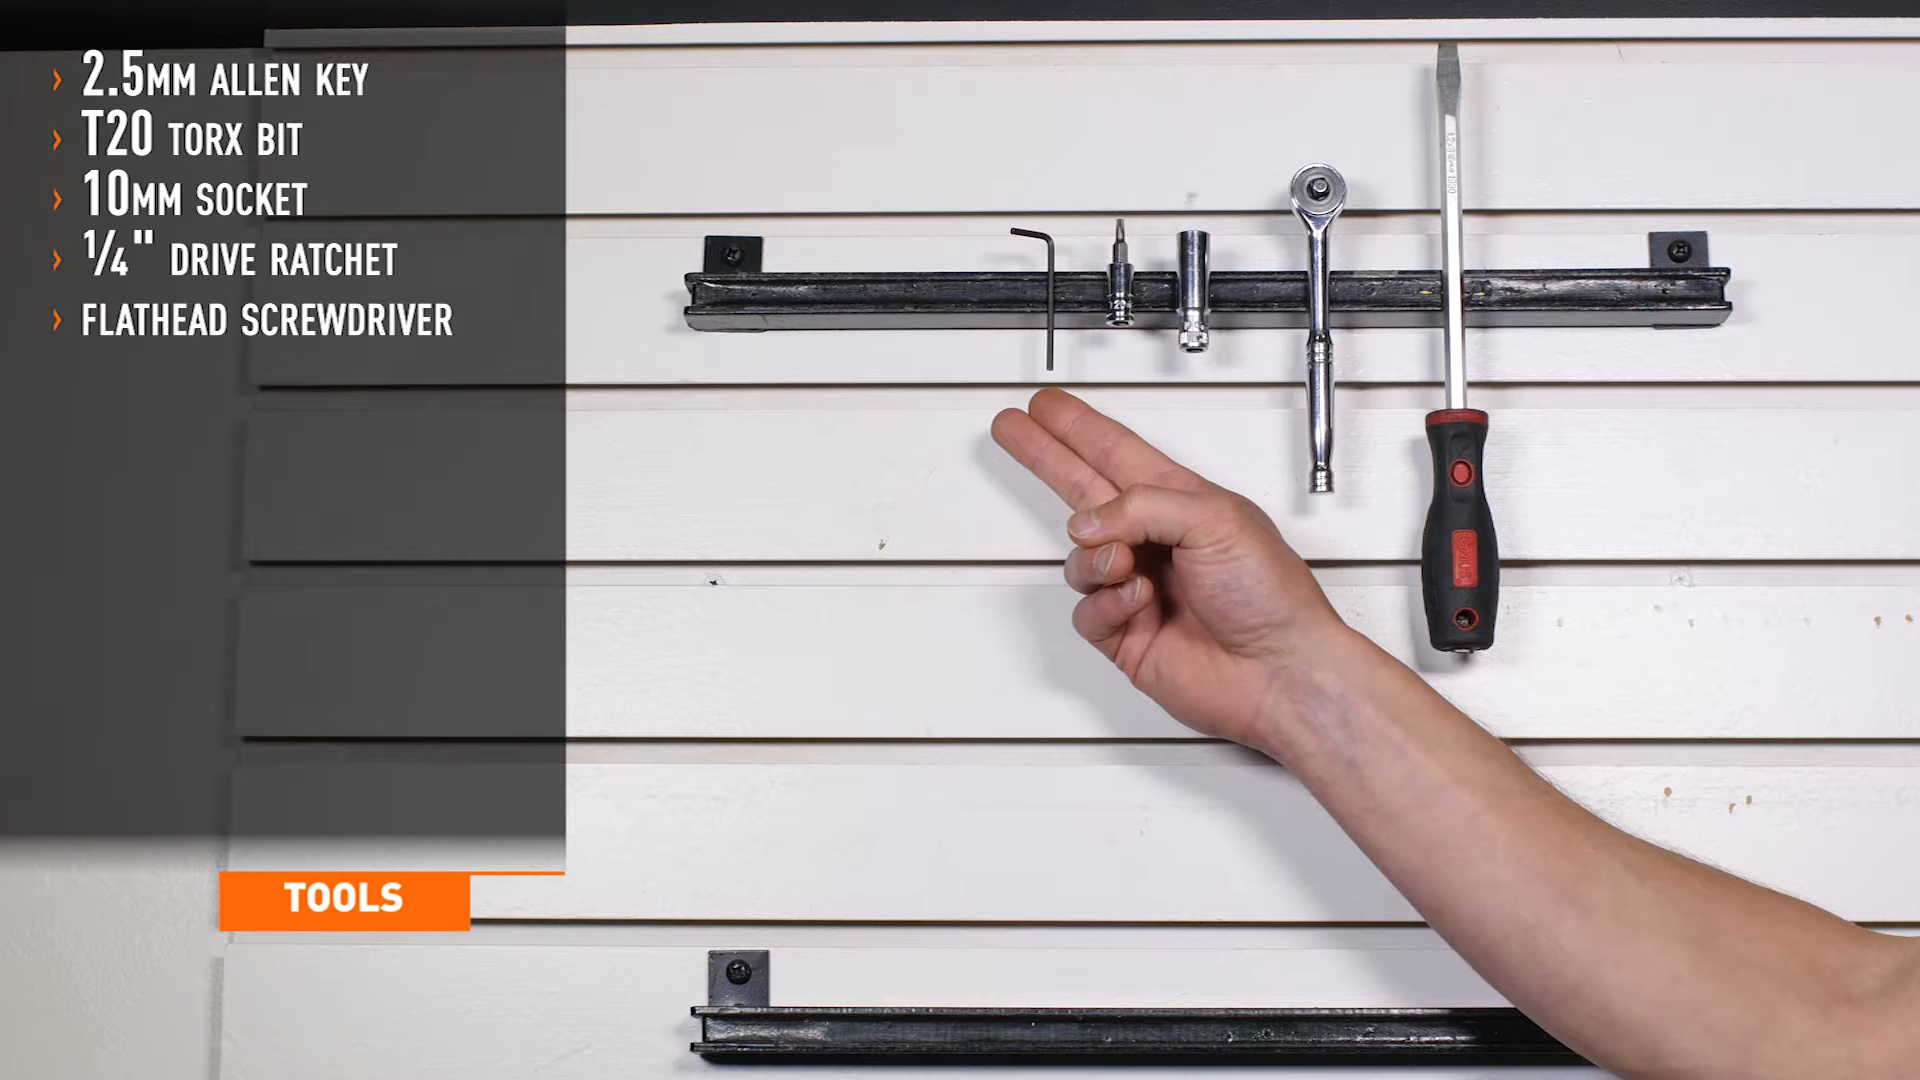 › 2.5MM ALLEN KEY
› T20 TORX BIT
› 10MM SOCKET
› ¼" DRIVE RATCHET
› FLATHEAD SCREWDRIVER
TOOLS